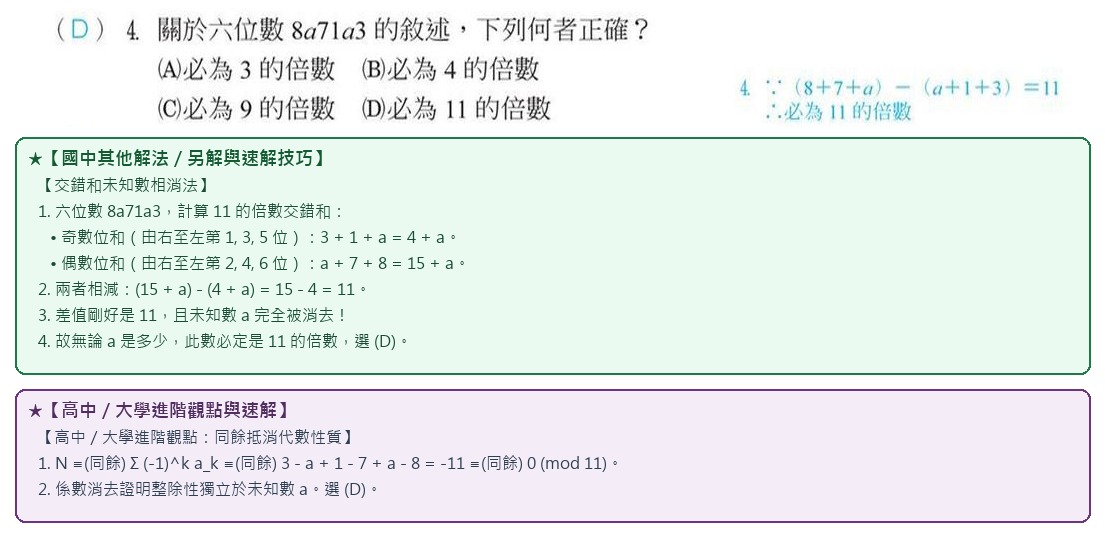 （D）4. 關於六位數 8a71a3 的敘述，下列何者正確？
(A)必為 3 的倍數　(B)必為 4 的倍數
(C)必為 9 的倍數　(D)必為 11 的倍數
4. ∵（8+7+a）－（a+1+3）＝11
∴必為 11 的倍數
★【國中其他解法 / 另解與速解技巧】
【交錯和未知數相消法】
1. 六位數 8a71a3，計算 11 的倍數交錯和：
• 奇數位和（由右至左第 1, 3, 5 位）：3 + 1 + a = 4 + a。
• 偶數位和（由右至左第 2, 4, 6 位）：a + 7 + 8 = 15 + a。
2. 兩者相減：(15 + a) - (4 + a) = 15 - 4 = 11。
3. 差值剛好是 11，且未知數 a 完全被消去！
4. 故無論 a 是多少，此數必定是 11 的倍數，選 (D)。
★【高中 / 大學進階觀點與速解】
【高中 / 大學進階觀點：同餘抵消代數性質】
1. N ≡(同餘) Σ (-1)^k a_k ≡(同餘) 3 - a + 1 - 7 + a - 8 = -11 ≡(同餘) 0 (mod 11)。
2. 係數消去證明整除性獨立於未知數 a。選 (D)。